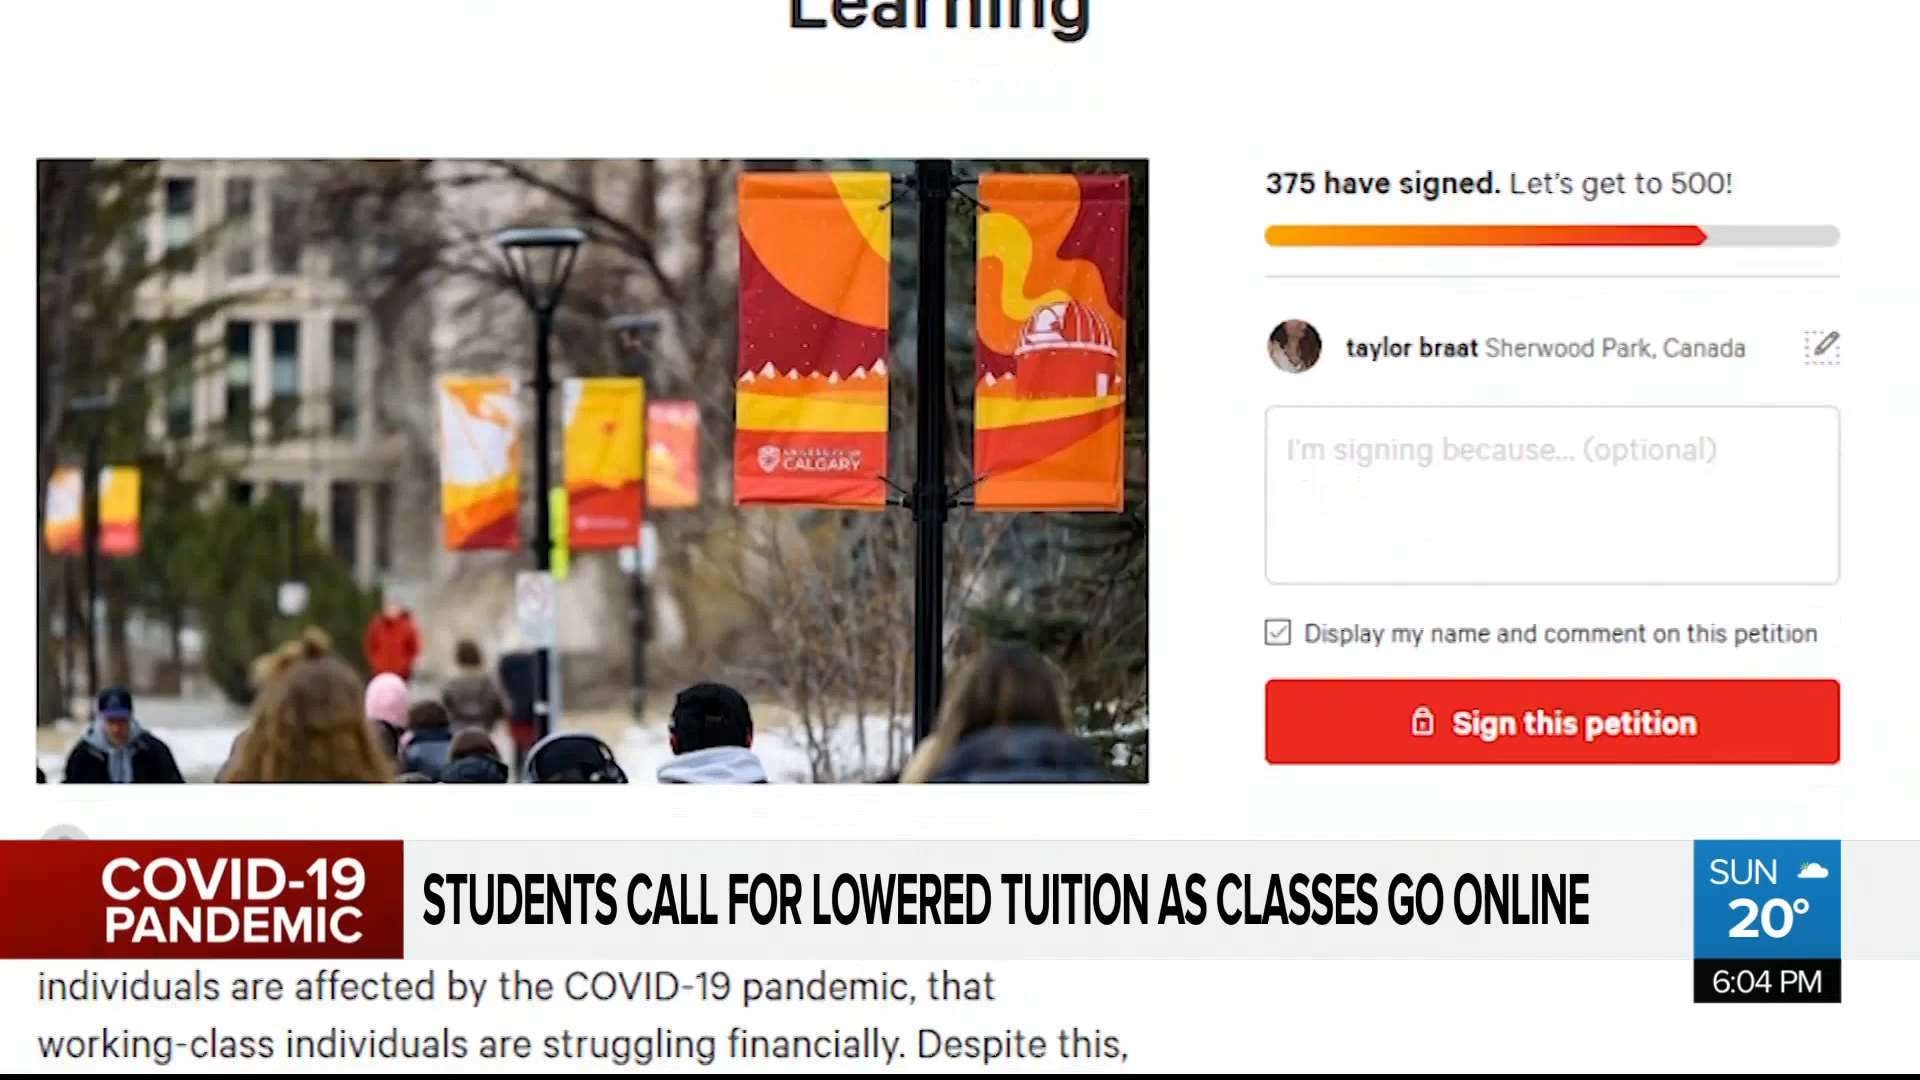 Learning
375 have signed. Let's get to 500!
taylor braat Sherwood Park, Canada
I'm signing because... (optional)
UNIVERSITY OF
CALGARY
Display my name and comment on this petition
Sign this petition
COVID-19
PANDEMIC
STUDENTS CALL FOR LOWERED TUITION AS CLASSES GO ONLINE
SUN
20°
6:04 PM
individuals are affected by the COVID-19 pandemic, that
working-class individuals are struggling financially. Despite this,